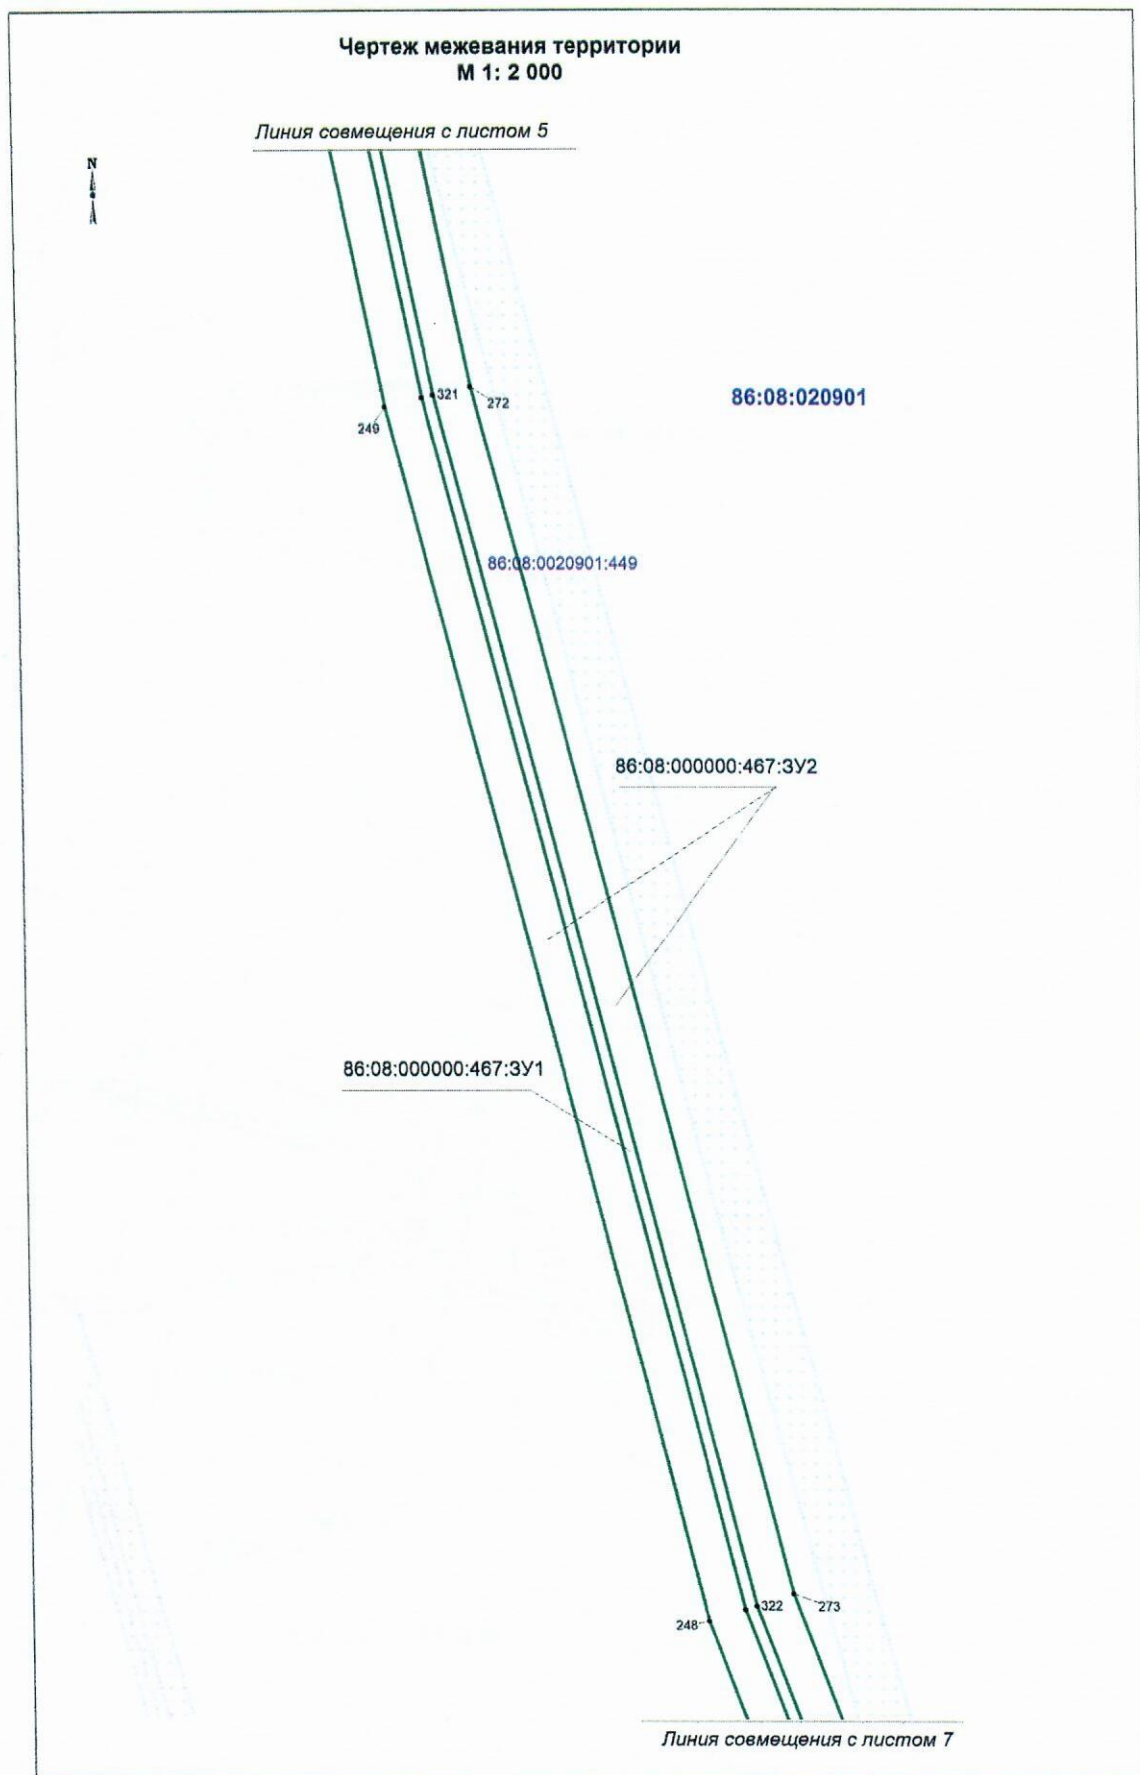 Чертеж межевания территории
М 1: 2 000
Линия совмещения с листом 5
N
321
272
249
86:08:020901
86:08:0020901:449
86:08:000000:467:ЗУ2
86:08:000000:467:ЗУ1
248
322
273
Линия совмещения с листом 7